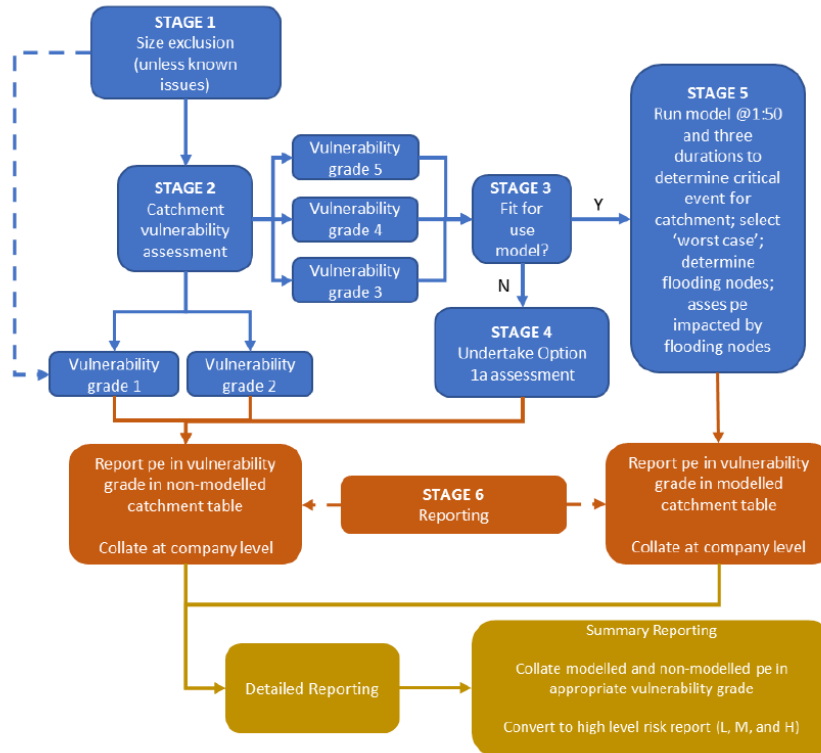 STAGE 1
Size exclusion
(unless known
issues)
STAGE 2
Catchment
vulnerability
assessment
Vulnerability
grade 5
Vulnerability
grade 4
Vulnerability
grade 3
STAGE 3
Fit for
use
model?
Y
N
STAGE 5
Run model @1:50
and three
durations to
determine critical
event for
catchment; select
‘worst case’;
determine
flooding nodes;
asses pe
impacted by
flooding nodes
STAGE 4
Undertake Option
1a assessment
Vulnerability
grade 1
Vulnerability
grade 2
Report pe in vulnerability
grade in non-modelled
catchment table
Collate at company level
STAGE 6
Reporting
Report pe in vulnerability
grade in modelled
catchment table
Collate at company level
Detailed Reporting
Summary Reporting
Collate modelled and non-modelled pe in
appropriate vulnerability grade
Convert to high level risk report (L, M, and H)